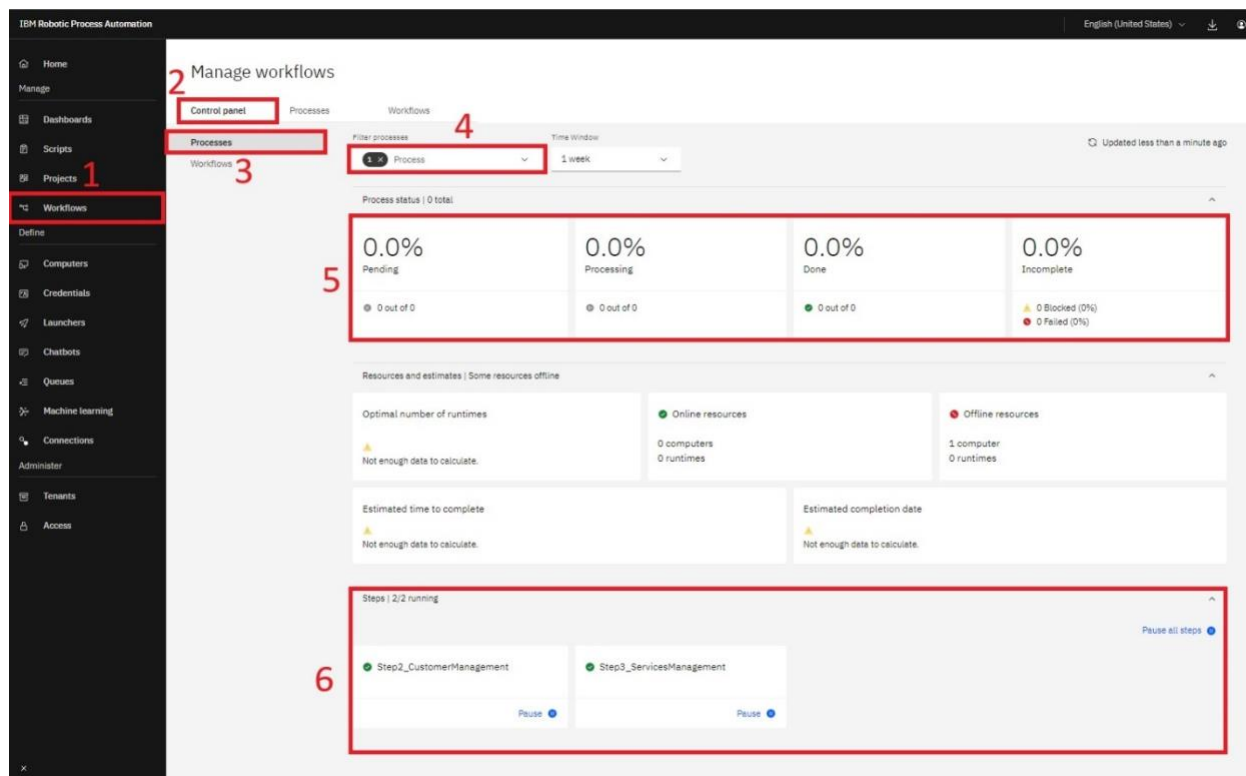 IBM Robotic Process Automation
English (United States)
Home
Manage
Dashboards
Scripts
Projects
1
Workflows
Define
Computers
Credentials
Launchers
Chatbots
Queues
Machine learning
Connections
Administer
Tenants
Access
×
Manage workflows
2
Control panel Processes Workflows
Processes
Workflows
3
4
Filter processes Time Window
1 × Process 1 week
Updated less than a minute ago
Process status | 0 total
5
0.0% 0.0% 0.0% 0.0%
Pending Processing Done Incomplete
0 out of 0 0 out of 0 0 out of 0 0 Blocked (0%)
0 Failed (0%)
Resources and estimates | Some resources offline
Optimal number of runtimes Online resources Offline resources
0 computers 1 computer
Not enough data to calculate. 0 runtimes 0 runtimes
Estimated time to complete Estimated completion date
Not enough data to calculate. Not enough data to calculate.
Steps | 2/2 running
Pause all steps
6
Step2_CustomerManagement Step3_ServicesManagement
Pause Pause